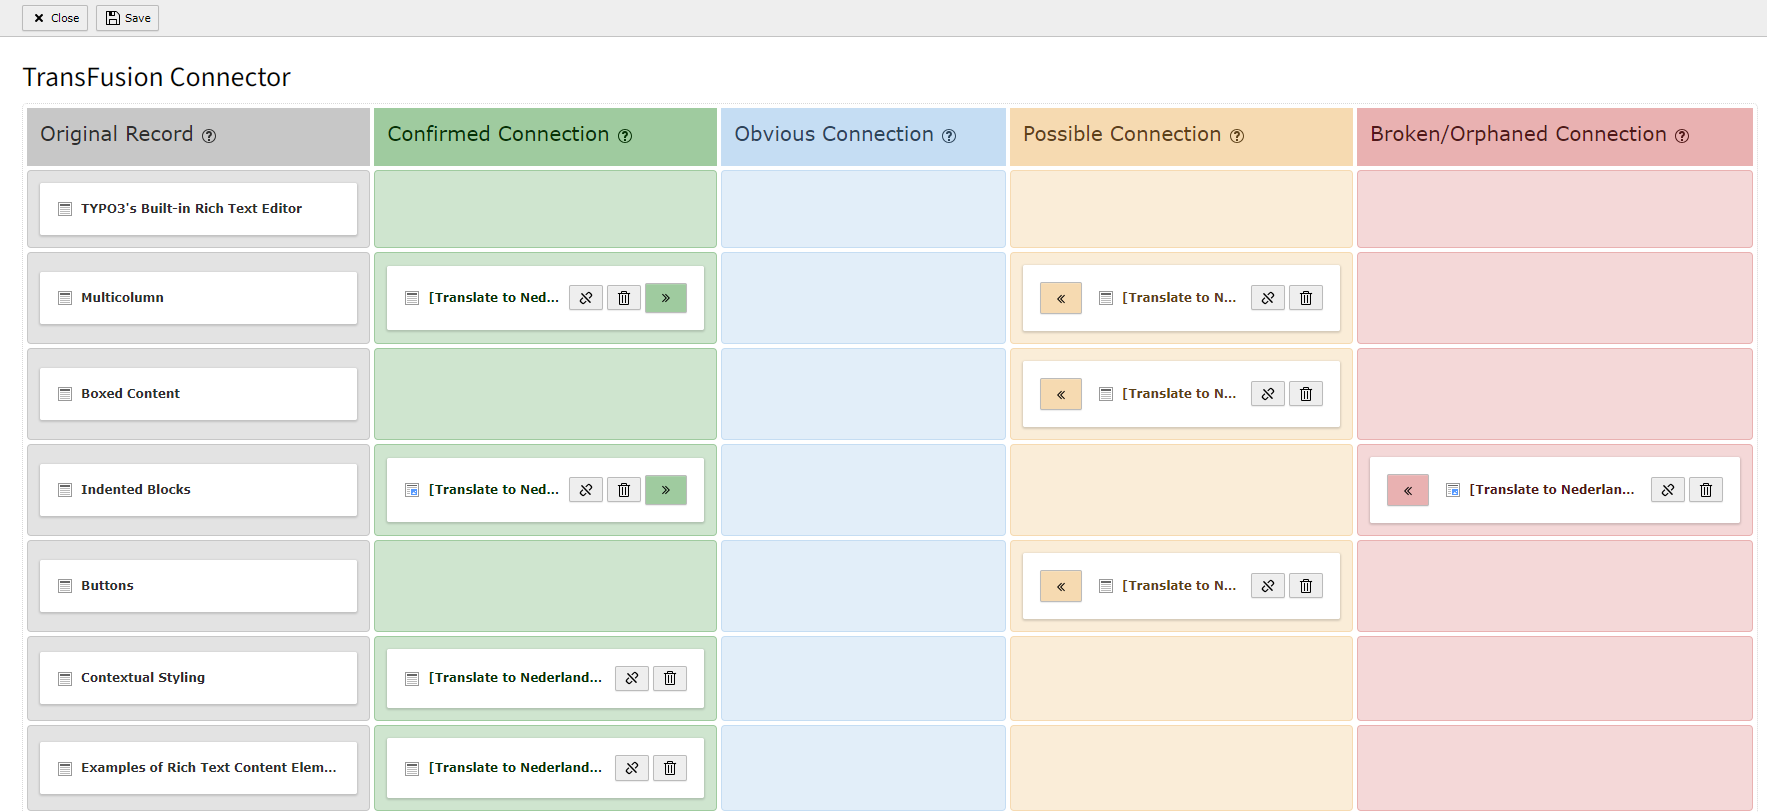 Close Save
TransFusion Connector
Original Record Confirmed Connection Obvious Connection Possible Connection Broken/Orphaned Connection
TYPO3's Built-in Rich Text Editor
Multicolumn [Translate to Ned... » « [Translate to N...
Boxed Content « [Translate to N...
Indented Blocks [Translate to Ned... » « [Translate to Nederlan...
Buttons « [Translate to N...
Contextual Styling [Translate to Nederland...
Examples of Rich Text Content Elem... [Translate to Nederland...